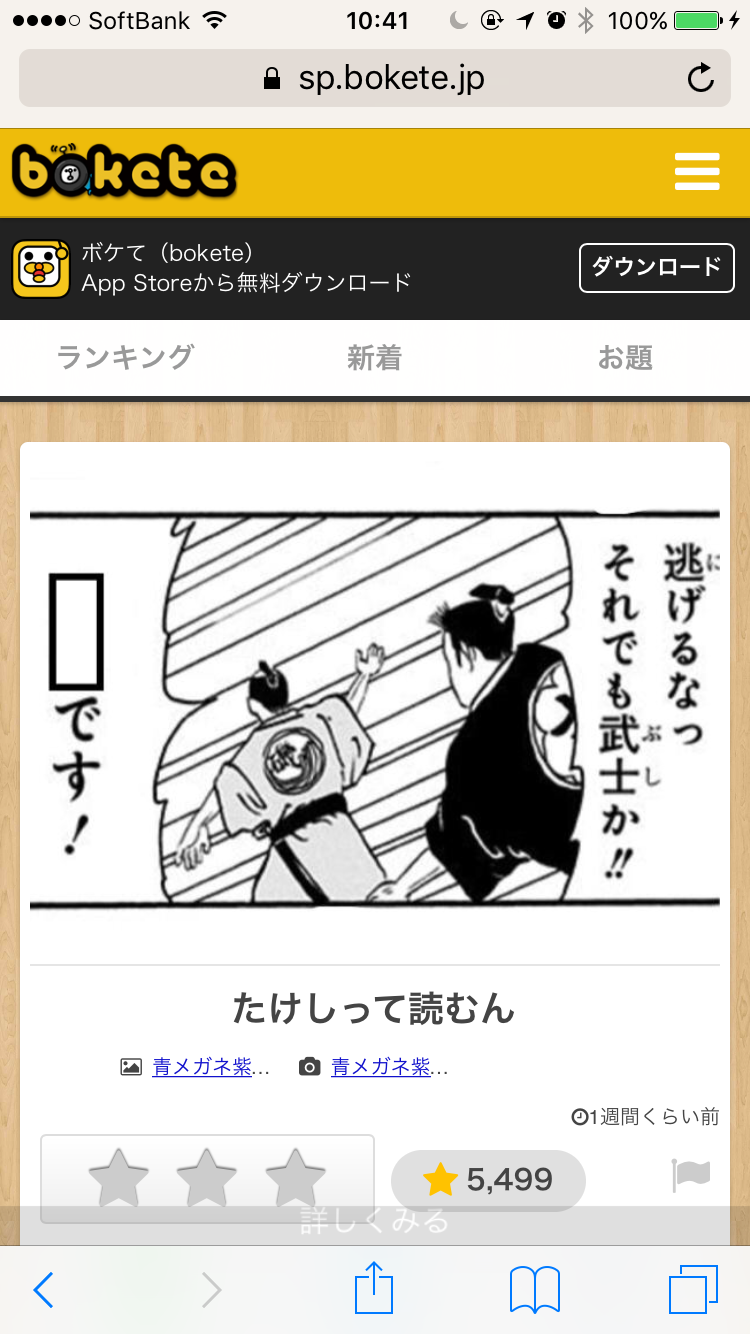 SoftBank 10:41 100%
sp.bokete.jp
bokete
ボケて（bokete）
App Storeから無料ダウンロード
ダウンロード
ランキング 新着 お題
逃げるなっ
に
それでも武士か!!
ぶし
です！
たけしって読むん
青メガネ紫... 青メガネ紫...
1週間くらい前
5,499
詳しくみる